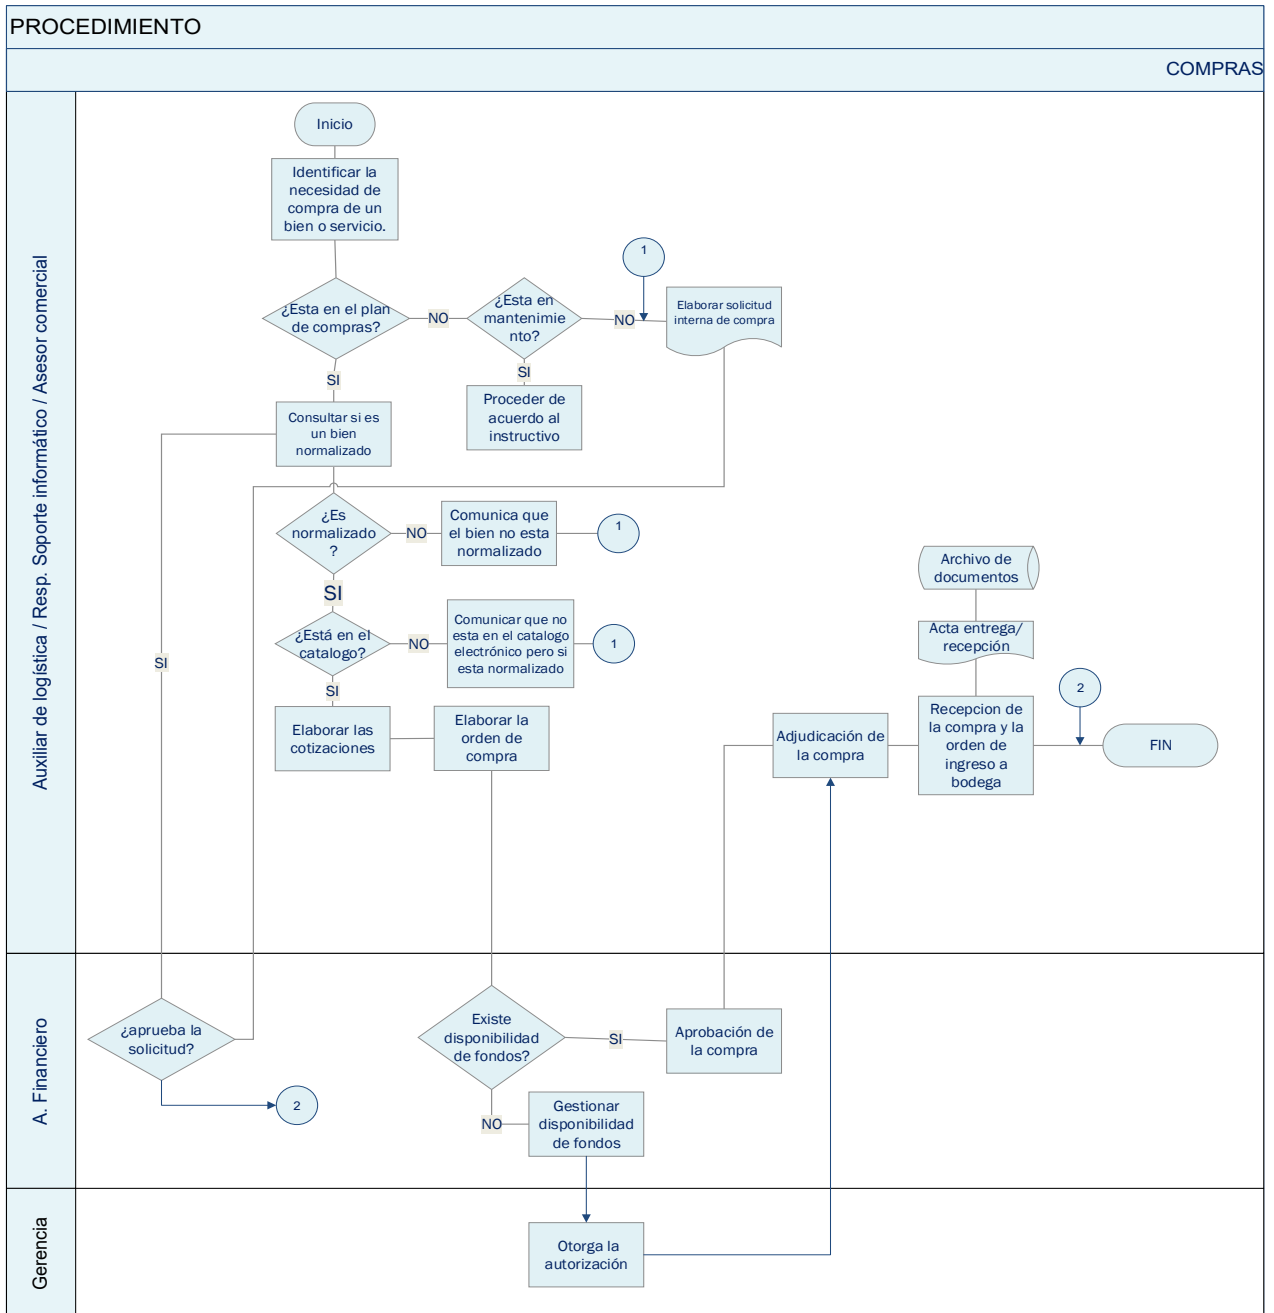 PROCEDIMIENTO
COMPRAS
Auxiliar de logística / Resp. Soporte informático / Asesor comercial
Inicio
Identificar la
necesidad de
compra de un
bien o servicio.
¿Esta en el plan
de compras?
NO
¿Esta en
mantenimie
nto?
NO
1
Elaborar solicitud
interna de compra
SI
SI
Proceder de
acuerdo al
instructivo
Consultar si es
un bien
normalizado
¿Es
normalizado
?
NO
Comunica que
el bien no esta
normalizado
1
SI
¿Está en el
catalogo?
NO
Comunicar que no
esta en el catalogo
electrónico pero si
esta normalizado
1
SI
SI
Elaborar las
cotizaciones
Elaborar la
orden de
compra
Archivo de
documentos
Acta entrega/
recepción
Adjudicación de
la compra
Recepcion de
la compra y la
orden de
ingreso a
bodega
2
FIN
A. Financiero
¿aprueba la
solicitud?
2
Existe
disponibilidad
de fondos?
SI
Aprobación de
la compra
NO
Gestionar
disponibilidad
de fondos
Gerencia
Otorga la
autorización